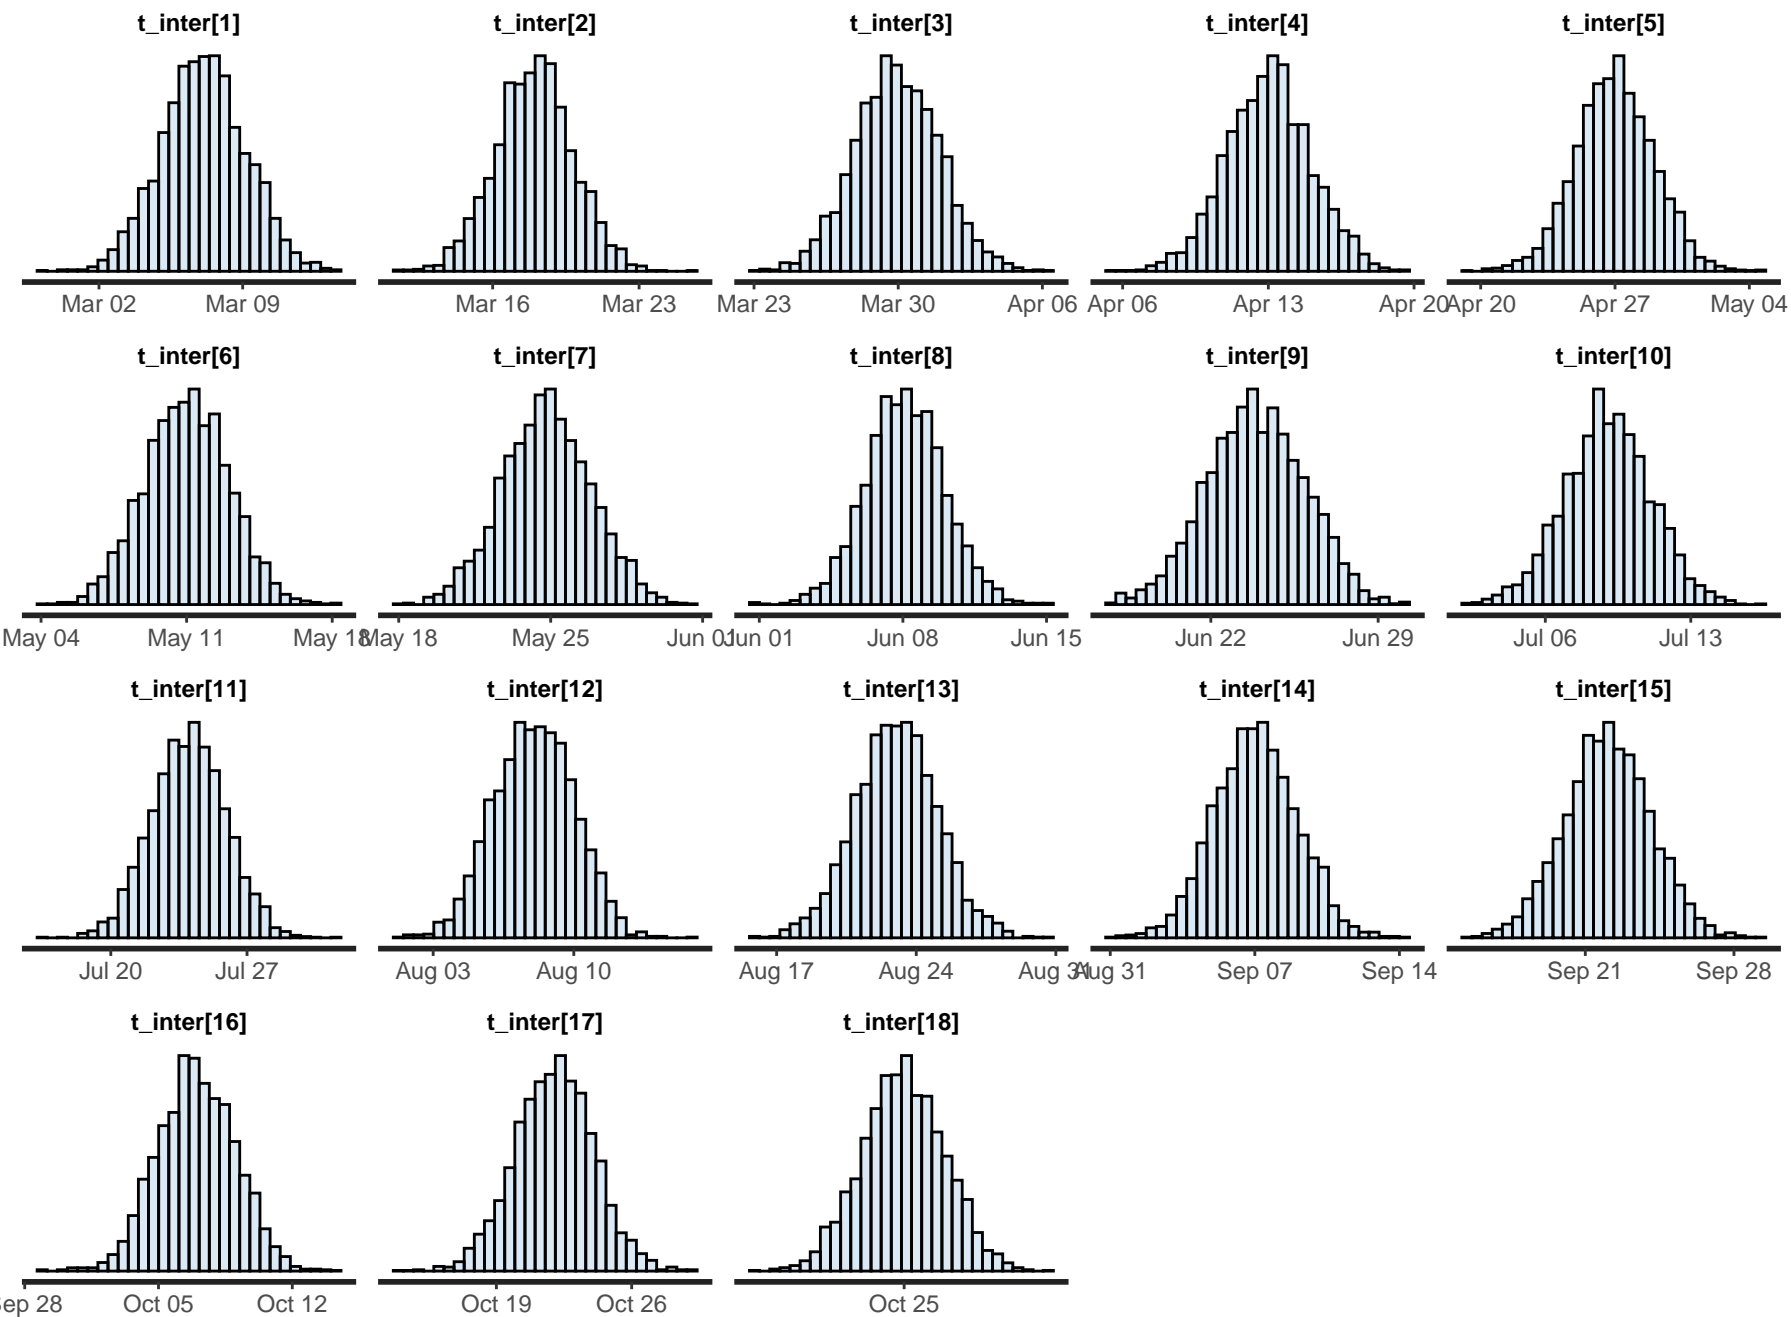 t_inter[1] t_inter[2] t_inter[3] t_inter[4] t_inter[5]
Mar 02 Mar 09 Mar 16 Mar 23 Mar 23 Mar 30 Apr 06 Apr 06 Apr 13 Apr 20 Apr 20 Apr 27 May 04
t_inter[6] t_inter[7] t_inter[8] t_inter[9] t_inter[10]
May 04 May 11 May 18 May 18 May 25 Jun 01 Jun 01 Jun 08 Jun 15 Jun 22 Jun 29 Jul 06 Jul 13
t_inter[11] t_inter[12] t_inter[13] t_inter[14] t_inter[15]
Jul 20 Jul 27 Aug 03 Aug 10 Aug 17 Aug 24 Aug 31 Aug 31 Sep 07 Sep 14 Sep 21 Sep 28
t_inter[16] t_inter[17] t_inter[18]
Sep 28 Oct 05 Oct 12 Oct 19 Oct 26 Oct 25